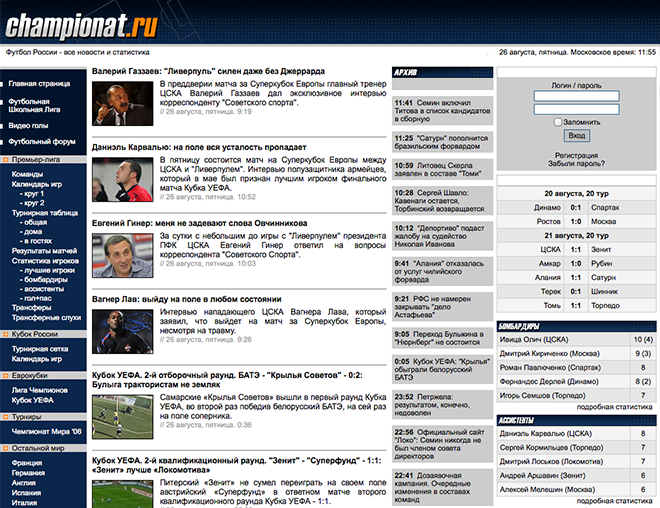 championat.ru
Футбол России - все новости и статистика
26 августа, пятница. Московское время: 11:55
Главная страница
Футбольная
Школьная Лига
Видео голы
Футбольный форум
Премьер-лига
Команды
Календарь игр
- круг 1
- круг 2
Турнирная таблица
- общая
- дома
- в гостях
Результаты матчей
Статистика игроков
- лучшие игроки
- бомбардиры
- ассистенты
- гол+пас
Трансферы
Трансферные слухи
Кубок России
Турнирная сетка
Календарь игр
Еврокубки
Лига Чемпионов
Кубок УЕФА
Турниры
Чемпионат Мира '06
Остальной мир
Франция
Германия
Англия
Испания
Италия
Валерий Газзаев: "Ливерпуль" силен даже без Джеррарда
В преддверии матча за Суперкубок Европы главный тренер
ЦСКА Валерий Газзаев дал эксклюзивное интервью
корреспонденту "Советского спорта".
// 26 августа, пятница. 9:19
Даниэль Карвалью: на поле вся усталость пропадает
В пятницу состоится матч на Суперкубок Европы между
ЦСКА и "Ливерпулем". Интервью полузащитника армейцев,
который в мае был признан лучшим игроком финального
матча Кубка УЕФА.
// 26 августа, пятница. 10:52
Евгений Гинер: меня не задевают слова Овчинникова
За сутки с небольшим до игры с "Ливерпулем" президента
ПФК ЦСКА Евгений Гинер ответил на вопросы
корреспондента "Советского Спорта".
// 26 августа, пятница. 10:03
Вагнер Лав: выйду на поле в любом состоянии
Интервью нападающего ЦСКА Вагнера Лава, который
заявил, что выйдет на матч за Суперкубок Европы,
несмотря на травму.
// 26 августа, пятница. 9:36
Кубок УЕФА. 2-й отборочный раунд. БАТЭ - "Крылья Советов" - 0:2:
Булыга трактористам не земляк
Самарские «Крылья Советов» вышли в первый раунд Кубка
УЕФА, во второй раз победив белорусский БАТЭ, на сей раз
на поле соперника.
// 26 августа, пятница.
Кубок УЕФА. 2-й квалификационный раунд. "Зенит" - "Суперфунд" - 1:1:
«Зенит» лучше «Локомотива»
Питерский «Зенит» не сумел переиграть на своем поле
австрийский «Суперфунд» в ответном матче второго
квалификационного раунда Кубка УЕФА - 1:1.
АРХИВ
11:41 Семин включил
Титова в список кандидатов
в сборную
11:25 "Сатурн" пополнится
бразильским форвардом
10:59 Литовец Скерла
заявлен в составе "Томи"
10:28 Сергей Шавло:
Кавенаги остается,
Торбинский возвращается
10:12 "Депортиво" подаст
жалобу на судейство
Николая Иванова
9:41 "Алания" отказалась
от услуг чилийского
форварда
9:21 РФС не намерен
закрывать "дело
Астафьева"
9:05 Переход Булыкина в
"Нюрнберг" не состоится
0:05 Кубок УЕФА: "Крылья"
обыграли белорусский
БАТЭ
23:52 Петржела:
результатом, конечно,
недоволен
22:56 Официальный сайт
"Локо": Семин никогда не
был членом совета
директоров
22:41 Дозаявочная
кампания. Очередные
изменения в составах
команд
Логин / пароль
Запомнить
Вход
Регистрация
Забыли пароль?
20 августа, 20 тур
Динамо 0:1 Спартак
Ростов 1:0 Москва
21 августа, 20 тур
ЦСКА 1:1 Зенит
Амкар 1:0 Рубин
Алания 1:1 Сатурн
Терек 0:1 Шинник
Томь 1:1 Торпедо
БОМБАРДИРЫ
Ивица Олич (ЦСКА) 10 (4)
Дмитрий Кириченко (Москва) 9 (3)
Роман Павлюченко (Спартак) 8
Фернандес Дерлей (Динамо) 8 (2)
Игорь Семшов (Торпедо) 7
подробная статистика
АССИСТЕНТЫ
Даниэль Карвалью (ЦСКА) 8
Сергей Кормильцев (Торпедо) 7
Дмитрий Лоськов (Локомотив) 7
Андрей Аршавин (Зенит) 6
Алексей Мелешин (Москва) 6
подробная статистика